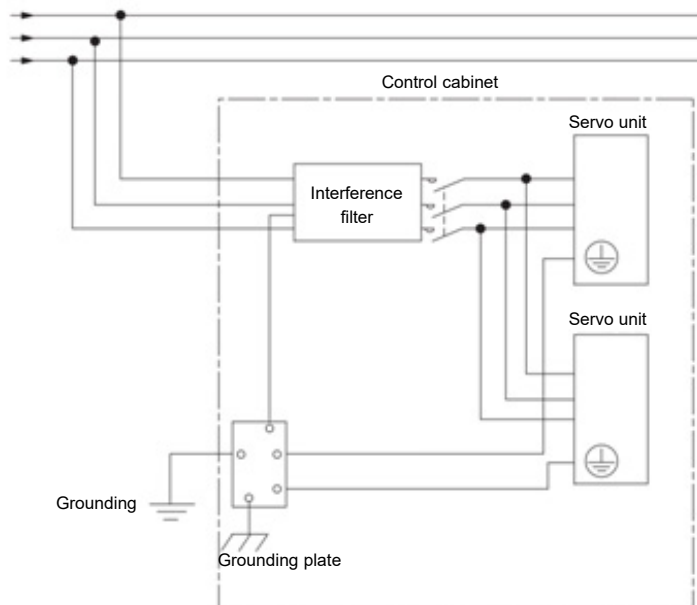 Control cabinet
Servo unit
Interference
filter
Servo unit
Grounding
Grounding plate